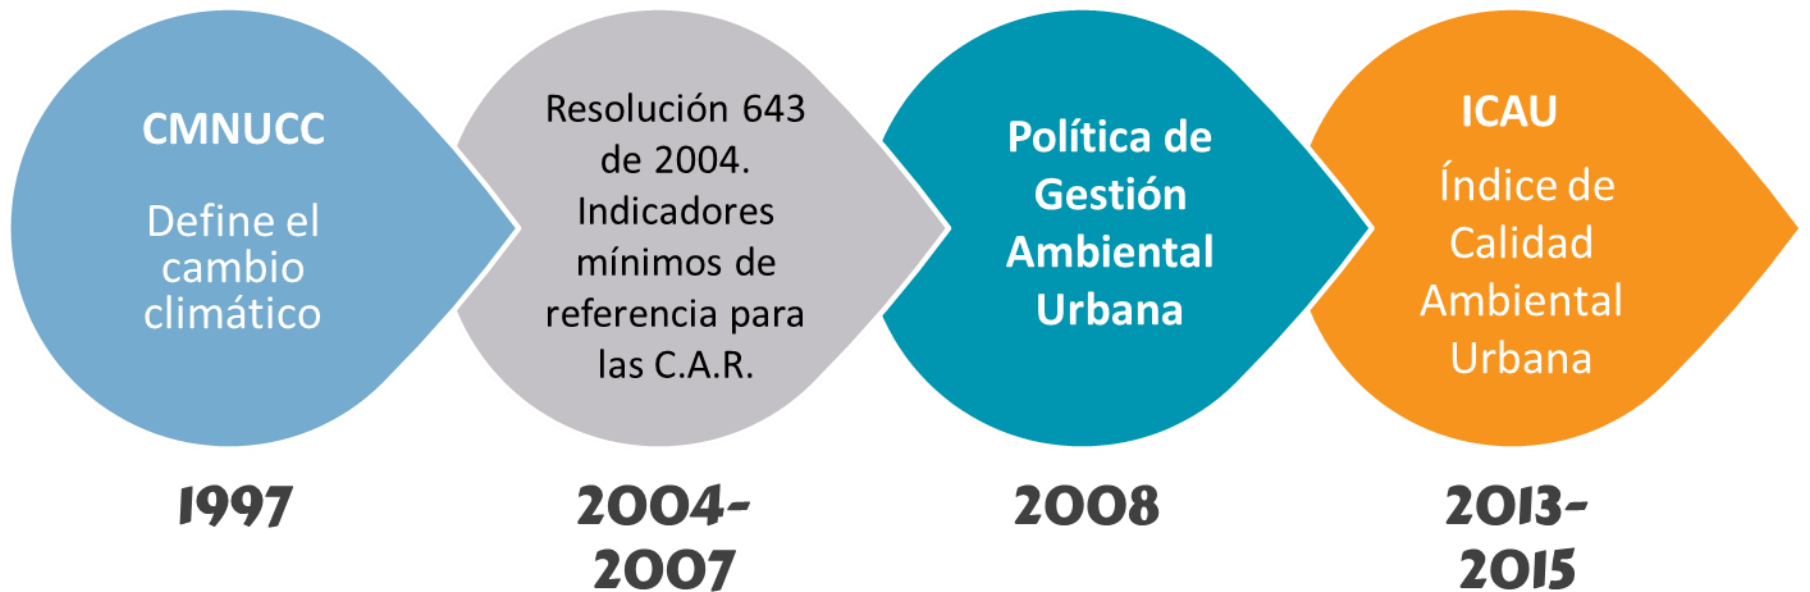 CMNUCC
Define el
cambio
climático
Resolución 643
de 2004.
Indicadores
mínimos de
referencia para
las C.A.R.
Política de
Gestión
Ambiental
Urbana
ICAU
Índice de
Calidad
Ambiental
Urbana
1997
2004-
2007
2008
2013-
2015